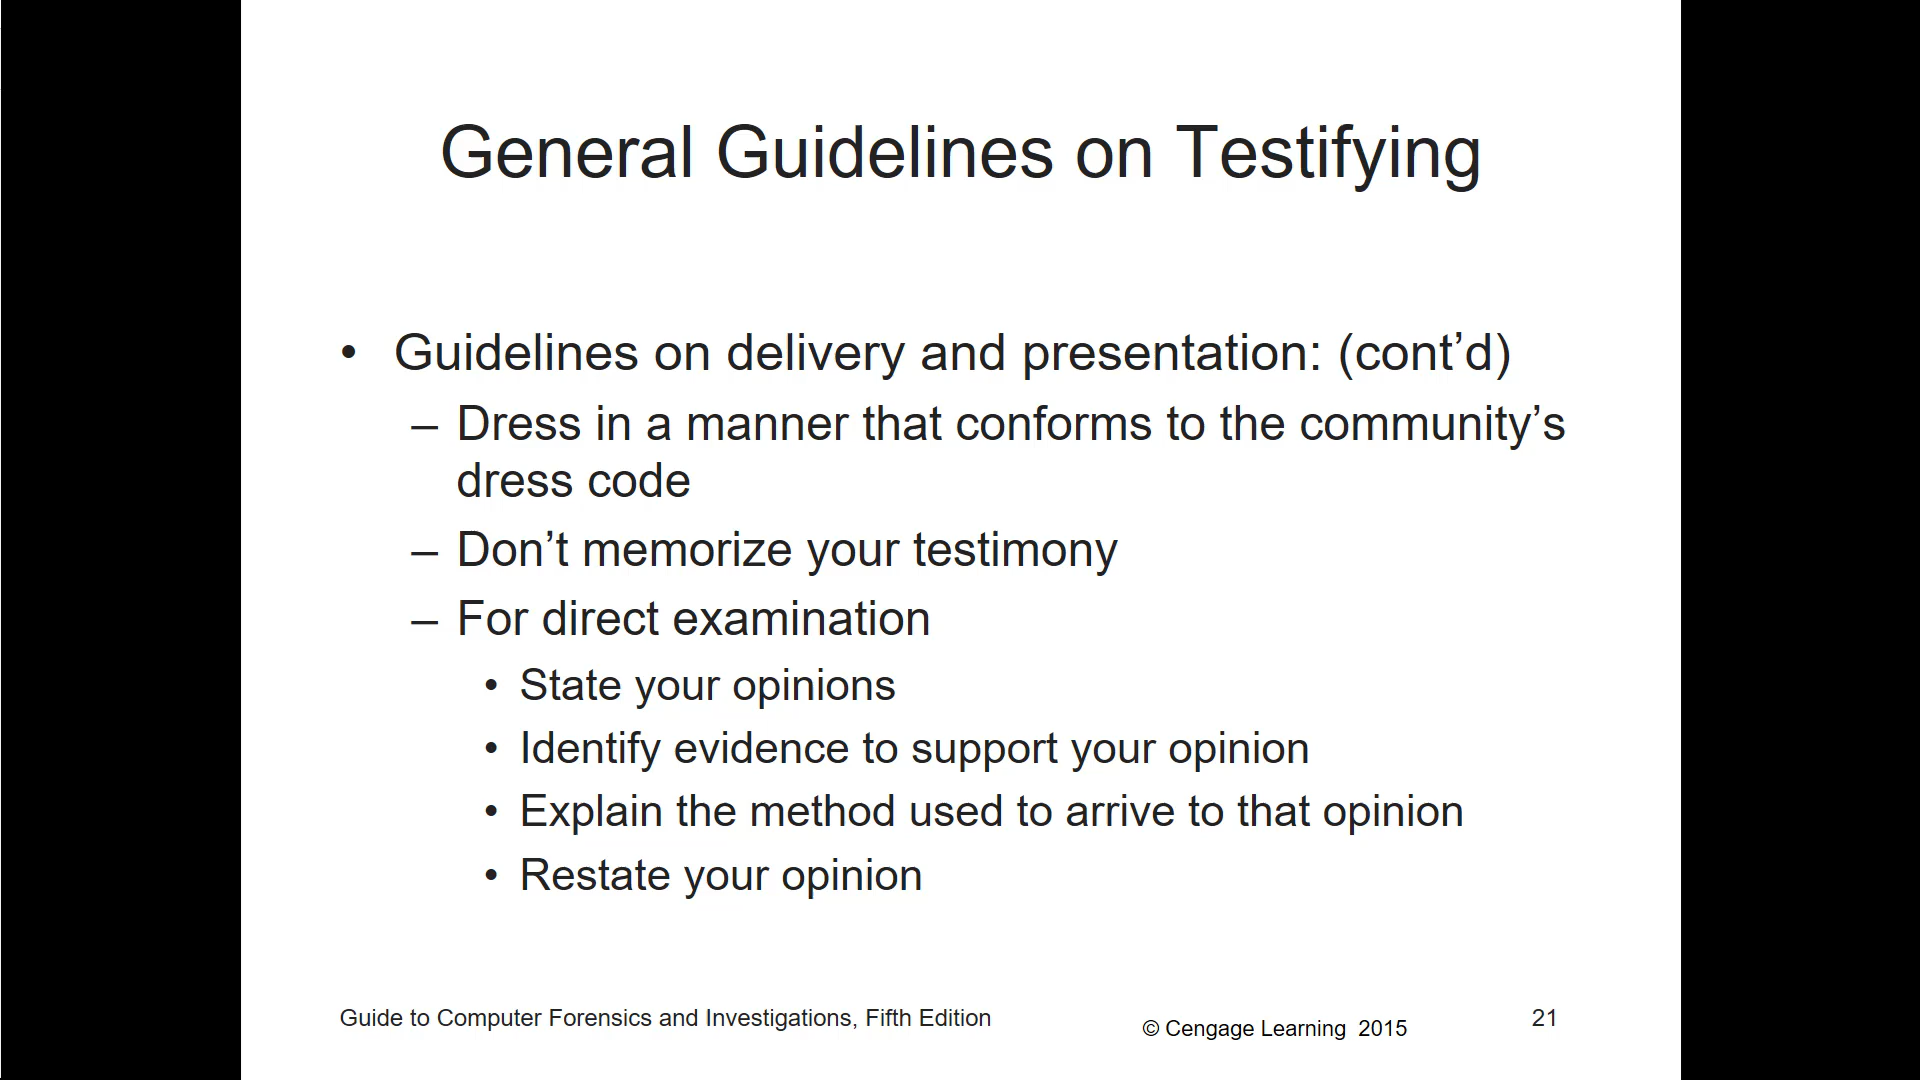 General Guidelines on Testifying
• Guidelines on delivery and presentation: (cont’d)
– Dress in a manner that conforms to the community’s
dress code
– Don’t memorize your testimony
– For direct examination
• State your opinions
• Identify evidence to support your opinion
• Explain the method used to arrive to that opinion
• Restate your opinion
Guide to Computer Forensics and Investigations, Fifth Edition
© Cengage Learning 2015
21